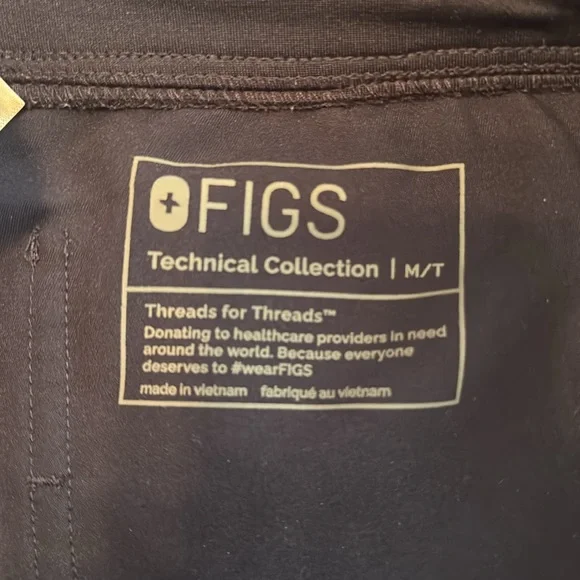 FIGS
Technical Collection | M/T
Threads for Threads™
Donating to healthcare providers in need
around the world. Because everyone
deserves to #wearFIGS
made in vietnam fabriqué au vietnam